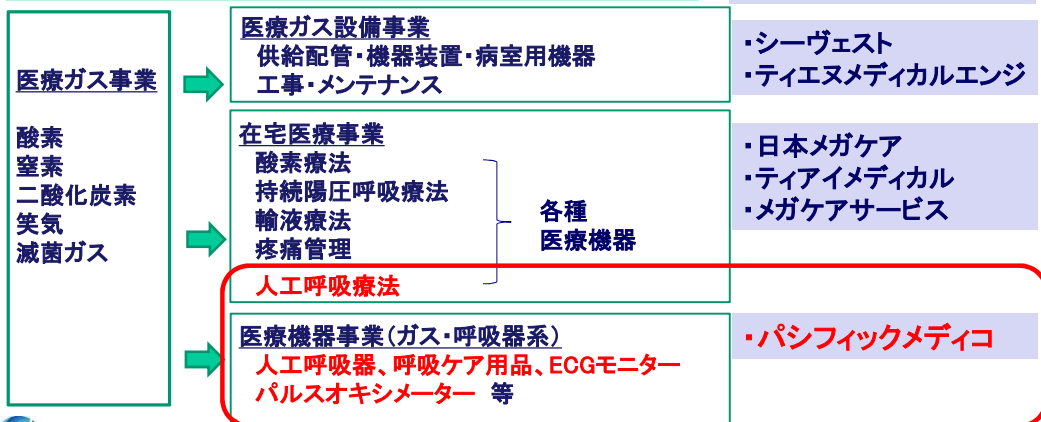 医療ガス事業
酸素
窒素
二酸化炭素
笑気
滅菌ガス
医療ガス設備事業
供給配管・機器装置・病室用機器
工事・メンテナンス
・シーヴェスト
・ティエヌメディカルエンジ
在宅医療事業
酸素療法
持続陽圧呼吸療法
輸液療法
疼痛管理
人工呼吸療法
各種
医療機器
・日本メガケア
・ティアイメディカル
・メガケアサービス
医療機器事業(ガス・呼吸器系)
人工呼吸器、呼吸ケア用品、ECGモニター
パルスオキシメーター 等
・パシフィックメディコ